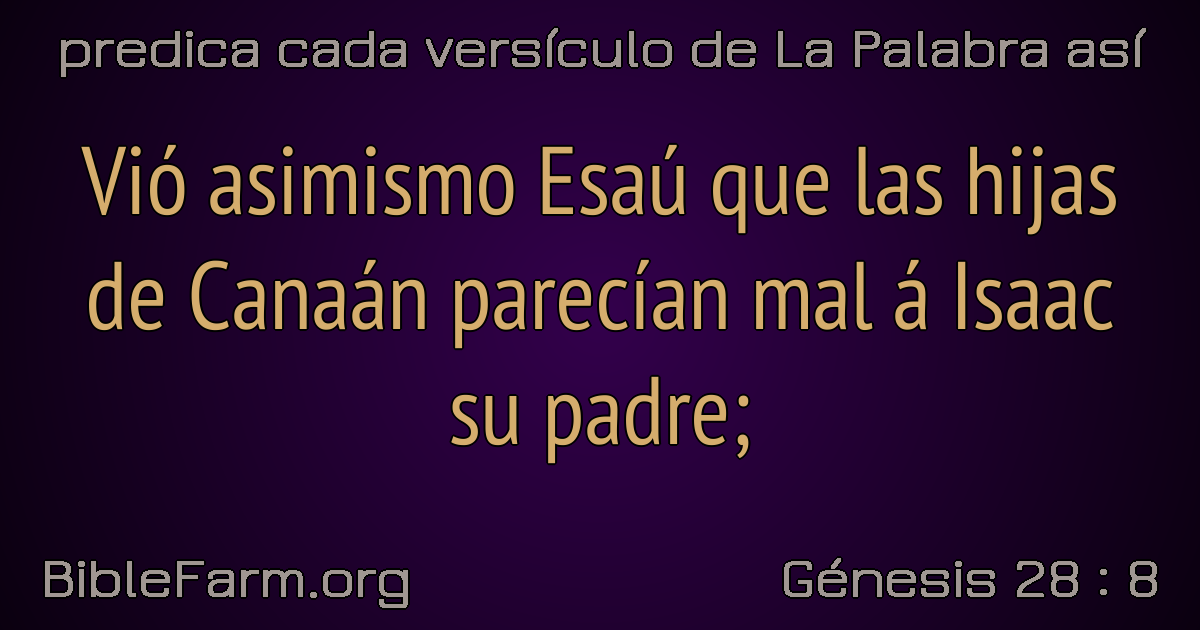 predica cada versículo de La Palabra así
Vió asimismo Esaú que las hijas
de Canaán parecían mal á Isaac
su padre;
BibleFarm.org
Génesis 28 : 8